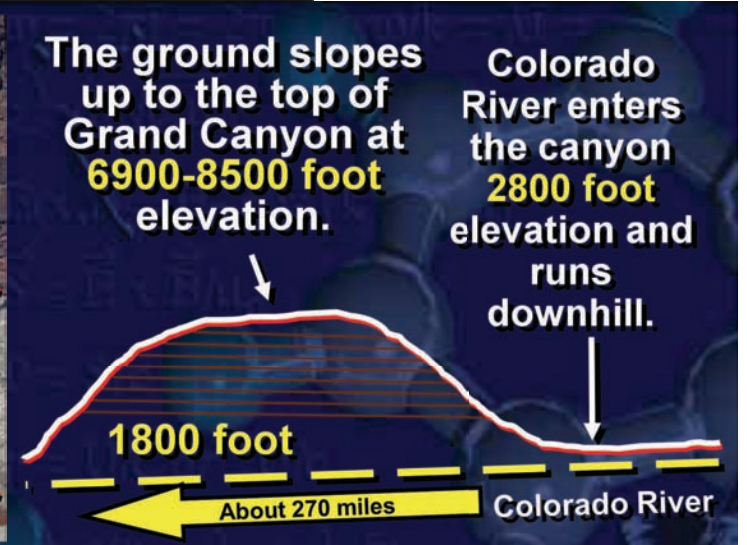 The ground slopes
up to the top of
Grand Canyon at
6900-8500 foot
elevation.
Colorado
River enters
the canyon
2800 foot
elevation and
runs
downhill.
1800 foot
About 270 miles
Colorado River